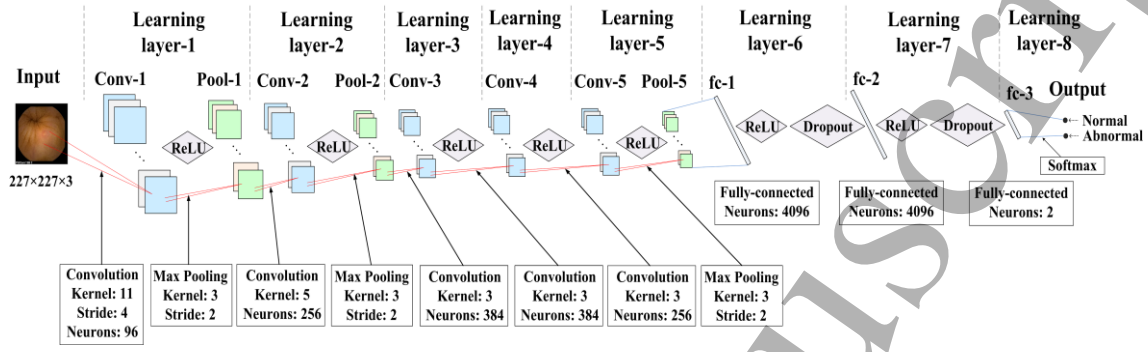 Learning
layer-1
Learning
layer-2
Learning
layer-3
Learning
layer-4
Learning
layer-5
Learning
layer-6
Learning
layer-7
Learning
layer-8
Input
Conv-1
Pool-1
Conv-2
Pool-2
Conv-3
Conv-4
Conv-5
Pool-5
fc-1
fc-2
fc-3
Output
ReLU
ReLU
ReLU
ReLU
ReLU
ReLU
Dropout
ReLU
Dropout
Normal
Abnormal
Softmax
227×227×3
Fully-connected
Neurons: 4096
Fully-connected
Neurons: 4096
Fully-connected
Neurons: 2
Convolution
Kernel: 11
Stride: 4
Neurons: 96
Max Pooling
Kernel: 3
Stride: 2
Convolution
Kernel: 5
Neurons: 256
Max Pooling
Kernel: 3
Stride: 2
Convolution
Kernel: 3
Neurons: 384
Convolution
Kernel: 3
Neurons: 384
Convolution
Kernel: 3
Neurons: 256
Max Pooling
Kernel: 3
Stride: 2